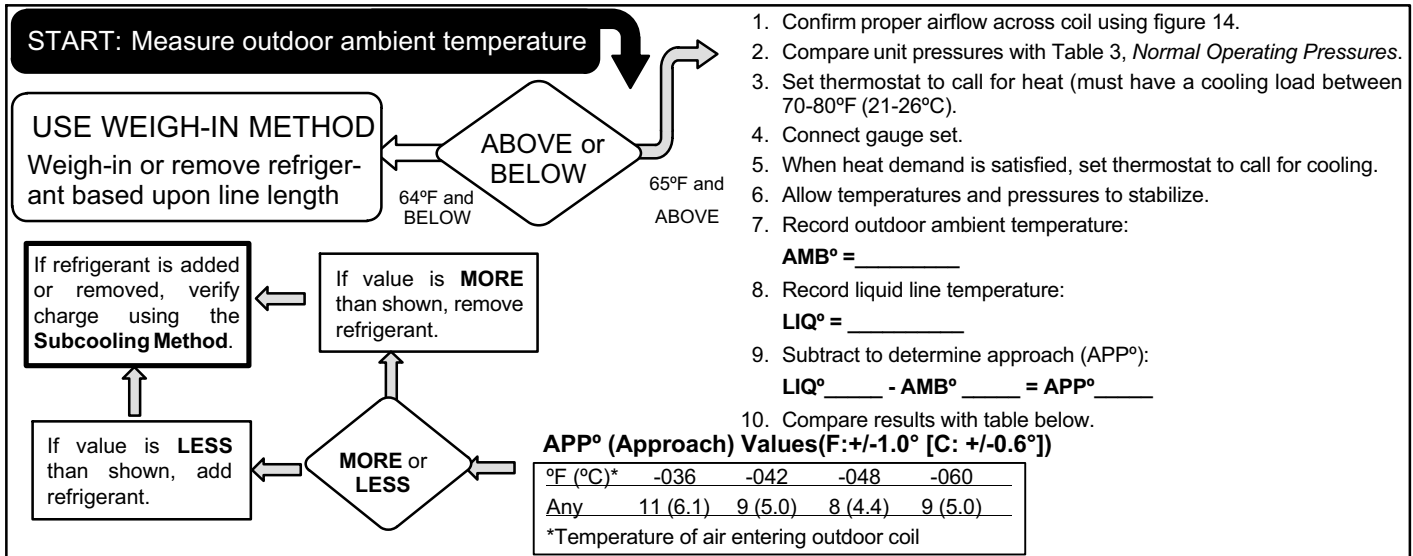 START: Measure outdoor ambient temperature
USE WEIGH-IN METHOD
Weigh-in or remove refriger-
ant based upon line length
ABOVE or
BELOW
64ºF and
BELOW
65ºF and
ABOVE
1. Confirm proper airflow across coil using figure 14.
2. Compare unit pressures with Table 3, Normal Operating Pressures.
3. Set thermostat to call for heat (must have a cooling load between
70-80ºF (21-26ºC).
4. Connect gauge set.
5. When heat demand is satisfied, set thermostat to call for cooling.
6. Allow temperatures and pressures to stabilize.
7. Record outdoor ambient temperature:
AMBº =_________
8. Record liquid line temperature:
LIQº = __________
9. Subtract to determine approach (APPº):
LIQº_____ - AMBº _____ = APPº_____
10. Compare results with table below.
APPº (Approach) Values(F:+/-1.0° [C: +/-0.6°])
ºF (ºC)* -036 -042 -048 -060
Any 11 (6.1) 9 (5.0) 8 (4.4) 9 (5.0)
*Temperature of air entering outdoor coil
MORE or
LESS
If value is MORE
than shown, remove
refrigerant.
If value is LESS
than shown, add
refrigerant.
If refrigerant is added
or removed, verify
charge using the
Subcooling Method.